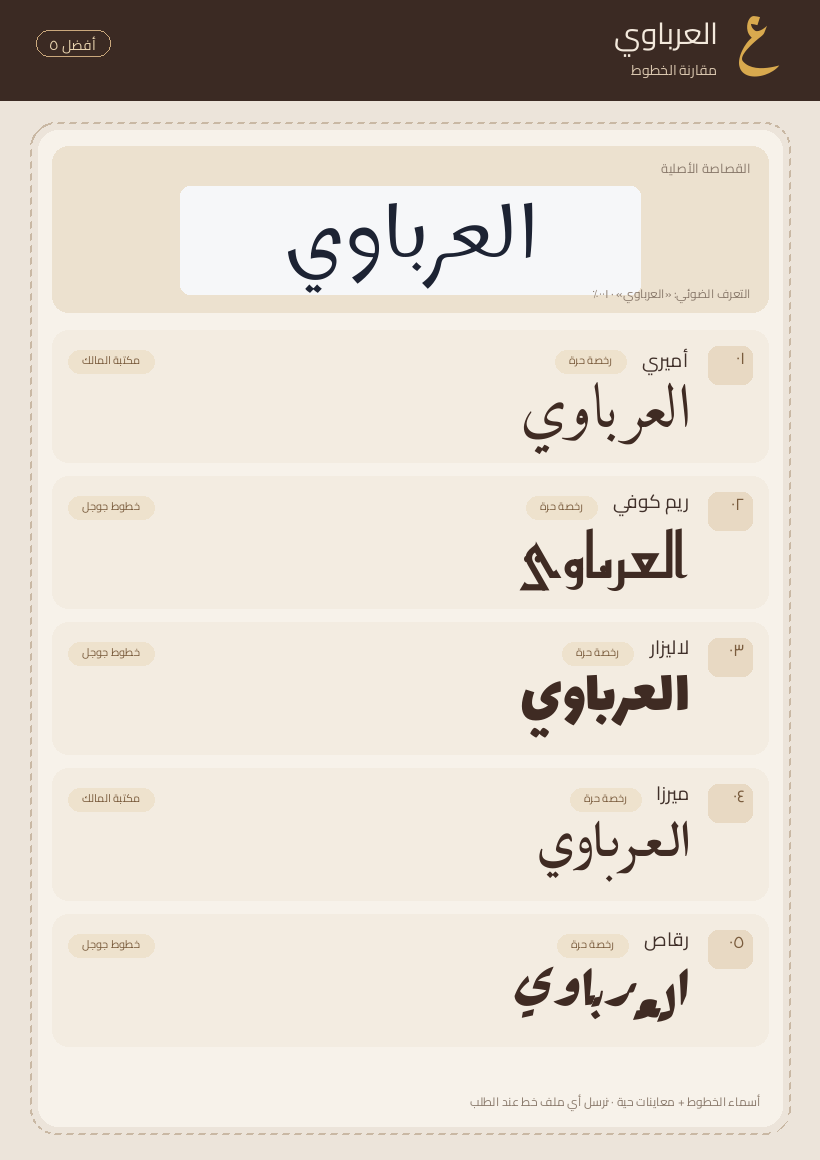 ع
العرباوي
مقارنة الخطوط
أفضل ٥
القصاصة الأصلية
العرباوي
التعرف الضوئي: «العرباوي» · ١٠٠٪
٠١
أميري
رخصة حرة
مكتبة المالك
العرباوي
٠٢
ريم كوفي
رخصة حرة
خطوط جوجل
العرباوي
٠٣
لاليزار
رخصة حرة
خطوط جوجل
العرباوي
٠٤
ميرزا
رخصة حرة
مكتبة المالك
العرباوي
٠٥
رقاص
رخصة حرة
خطوط جوجل
العرباوي
أسماء الخطوط + معاينات حية · نرسل أي ملف خط عند الطلب